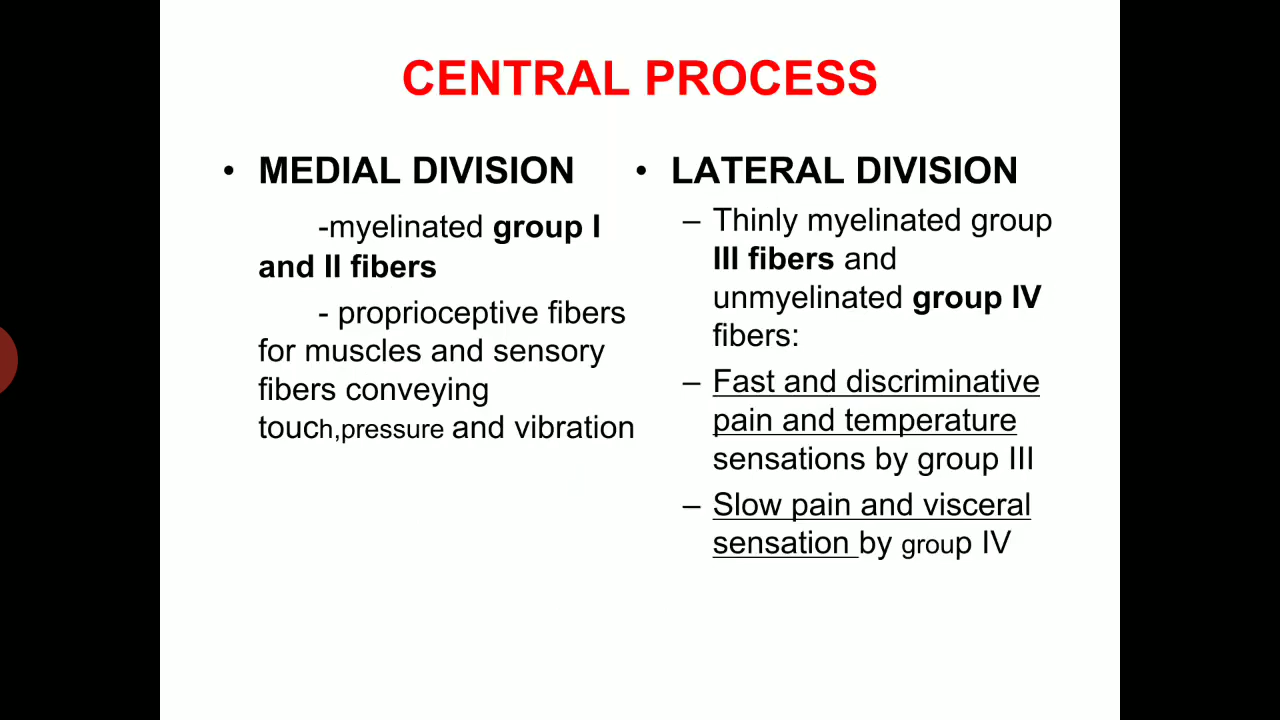 CENTRAL PROCESS
• MEDIAL DIVISION
-myelinated group I
and II fibers
- proprioceptive fibers
for muscles and sensory
fibers conveying
touch,pressure and vibration
• LATERAL DIVISION
– Thinly myelinated group
III fibers and
unmyelinated group IV
fibers:
– Fast and discriminative
pain and temperature
sensations by group III
– Slow pain and visceral
sensation by group IV